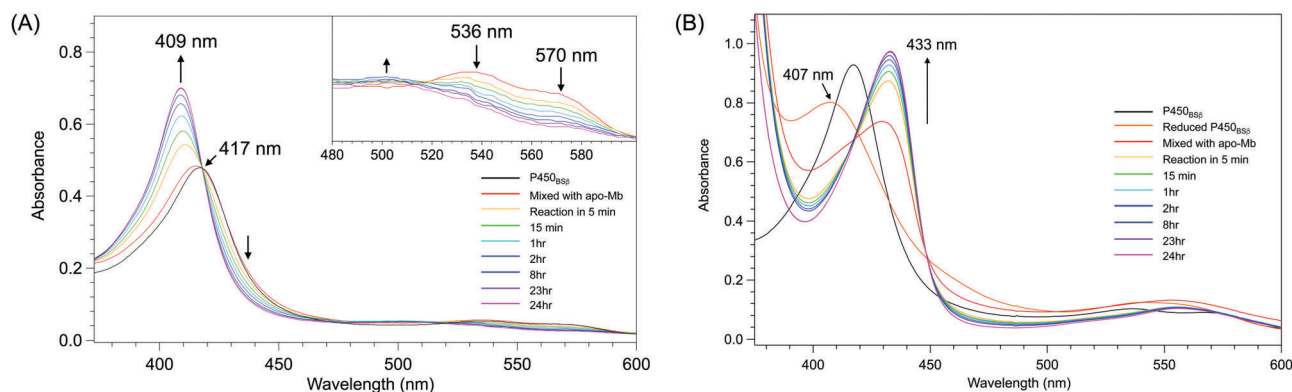 (A)
409 nm
417 nm
536 nm
570 nm
480 500 520 540 560 580
P450BSβ
Mixed with apo-Mb
Reaction in 5 min
15 min
1hr
2hr
8hr
23hr
24hr
Absorbance
0.8
0.6
0.4
0.2
0.0
400 450 500 550 600
Wavelength (nm)
(B)
407 nm
433 nm
P450BSβ
Reduced P450BSβ
Mixed with apo-Mb
Reaction in 5 min
15 min
1hr
2hr
8hr
23hr
24hr
Absorbance
1.0
0.8
0.6
0.4
0.2
0.0
400 450 500 550 600
Wavelength (nm)